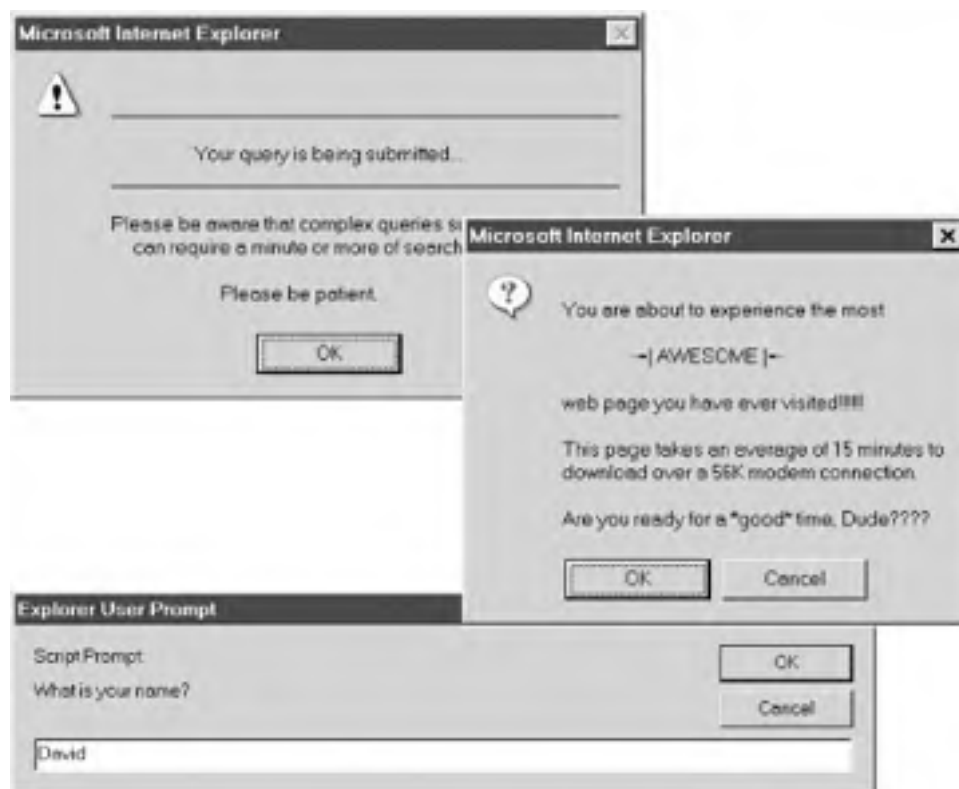 Microsoft Internet Explorer
Your query is being submitted...
Please be aware that complex queries
can require a minute or more of search
Please be patient.
OK
Microsoft Internet Explorer
You are about to experience the most
-| AWESOME |-
web page you have ever visited!!!!!!
This page takes an average of 15 minutes to
download over a 56K modem connection.
Are you ready for a *good* time, Dude????
OK
Cancel
Explorer User Prompt
Script Prompt:
What is your name?
OK
Cancel
David